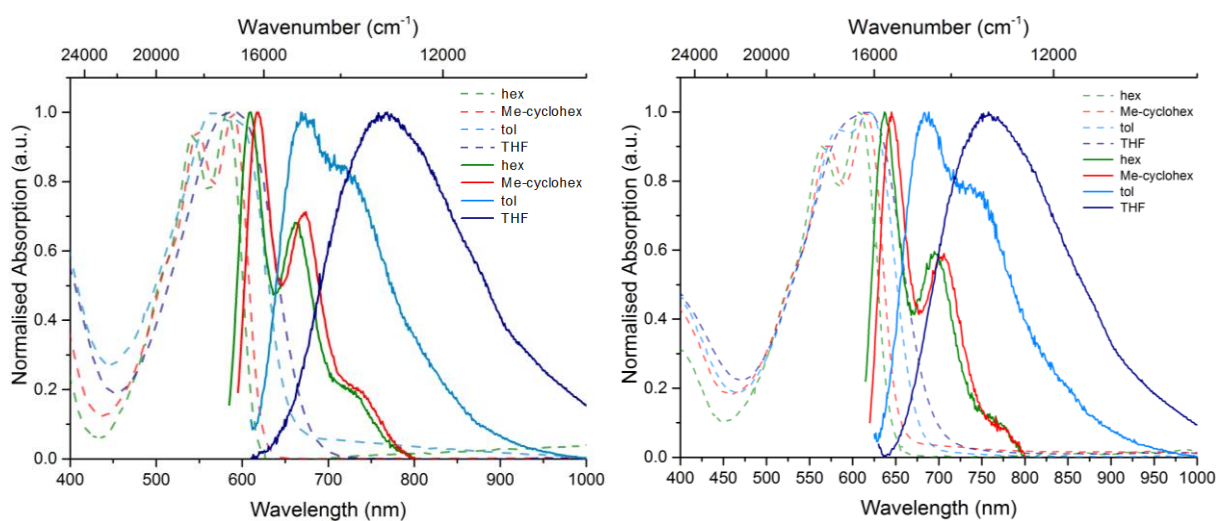 Wavenumber (cm⁻¹)
24000 20000 16000 12000
1.0
0.8
0.6
0.4
0.2
0.0
Normalised Absorption (a.u.)
hex
Me-cyclohex
tol
THF
hex
Me-cyclohex
tol
THF
400 500 600 700 800 900 1000
Wavelength (nm)
Wavenumber (cm⁻¹)
24000 20000 16000 12000
1.0
0.8
0.6
0.4
0.2
0.0
Normalised Absorption (a.u.)
hex
Me-cyclohex
tol
THF
hex
Me-cyclohex
tol
THF
400 450 500 550 600 650 700 750 800 850 900 950 1000
Wavelength (nm)